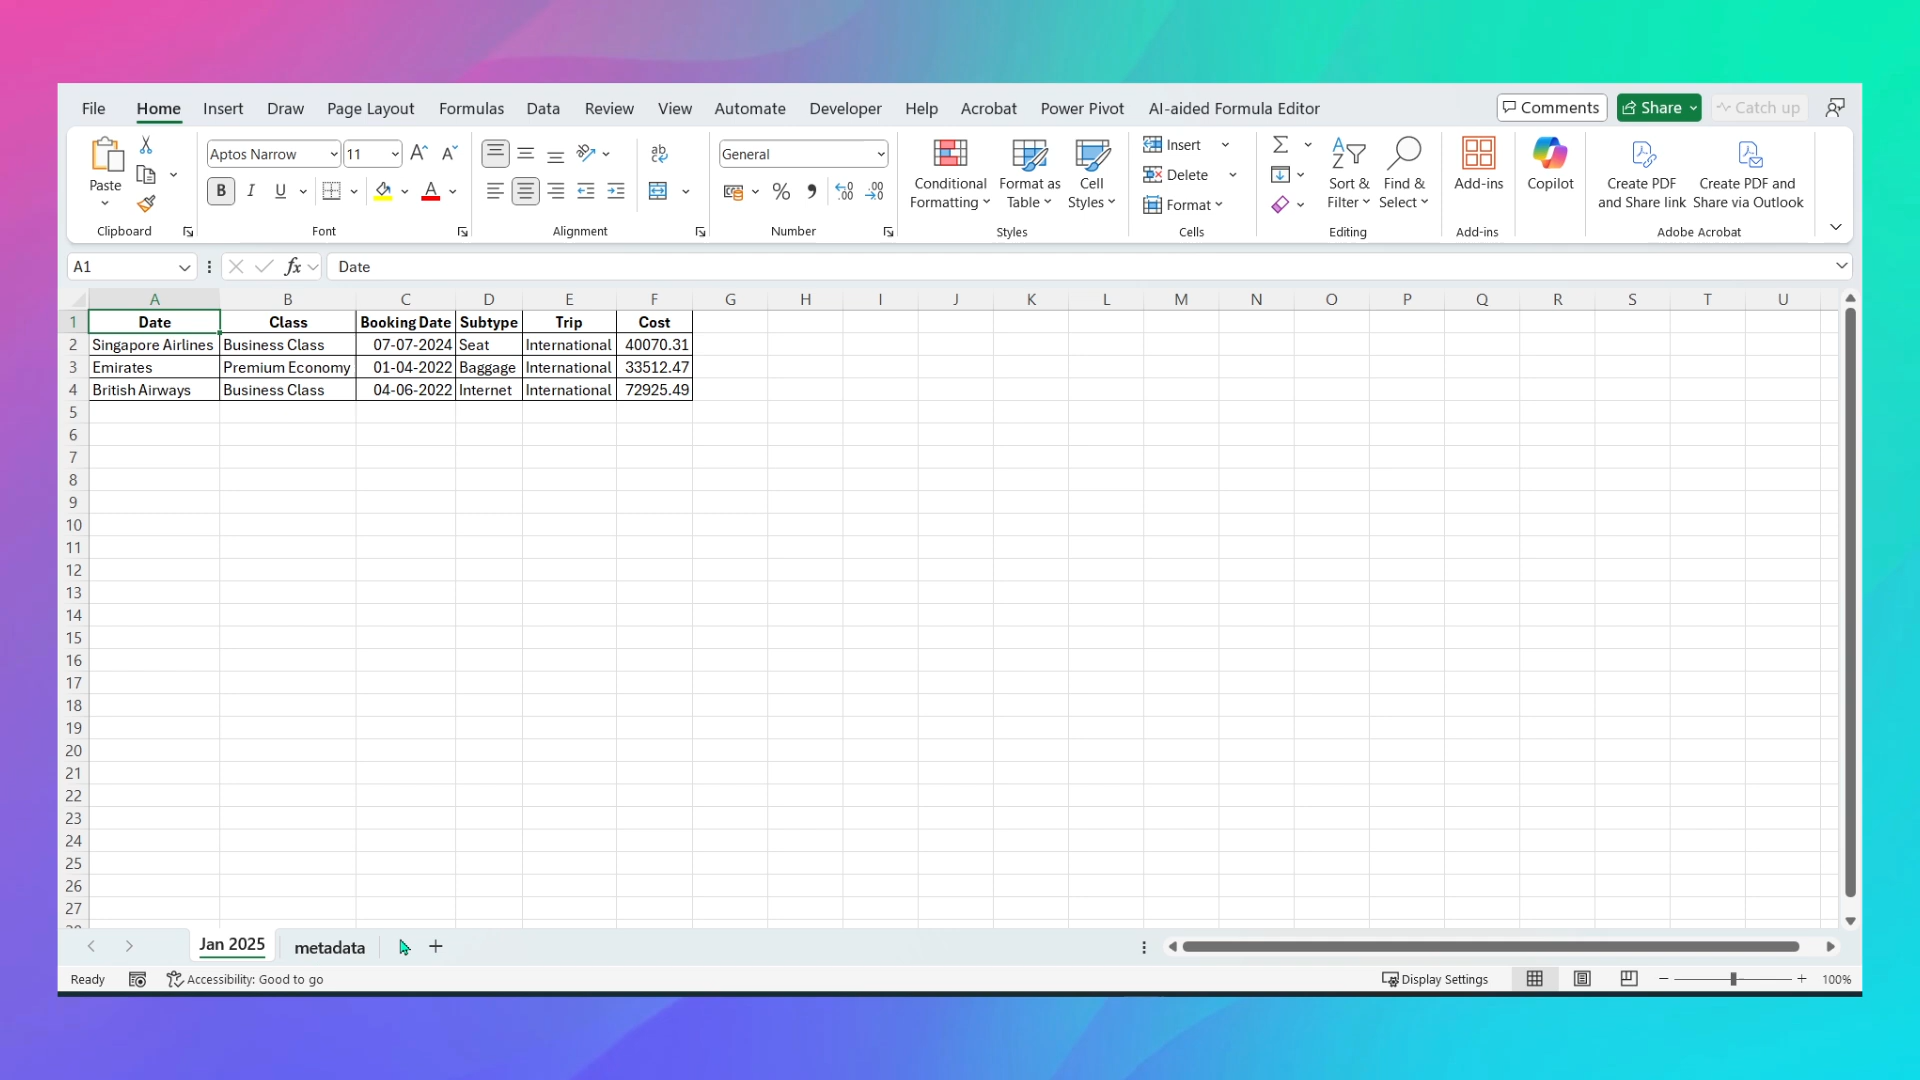 File Home Insert Draw Page Layout Formulas Data Review View Automate Developer Help Acrobat Power Pivot AI-aided Formula Editor Comments Share Catch up
Paste
Clipboard
Aptos Narrow 11
B I U A
Font
ab
Alignment
General
% 9 .00
Number
Conditional Formatting
Format as Table
Cell Styles
Styles
Insert
Delete
Format
Cells
Sort & Filter
Find & Select
Editing
Add-ins
Add-ins
Copilot
Create PDF and Share link
Create PDF and Share via Outlook
Adobe Acrobat
A1 fx Date
A B C D E F G H I J K L M N O P Q R S T U
1 Date Class Booking Date Subtype Trip Cost
2 Singapore Airlines Business Class 07-07-2024 Seat International 40070.31
3 Emirates Premium Economy 01-04-2022 Baggage International 33512.47
4 British Airways Business Class 04-06-2022 Internet International 72925.49
5
6
7
8
9
10
11
12
13
14
15
16
17
18
19
20
21
22
23
24
25
26
27
Jan 2025 metadata
Ready Accessibility: Good to go Display Settings 100%